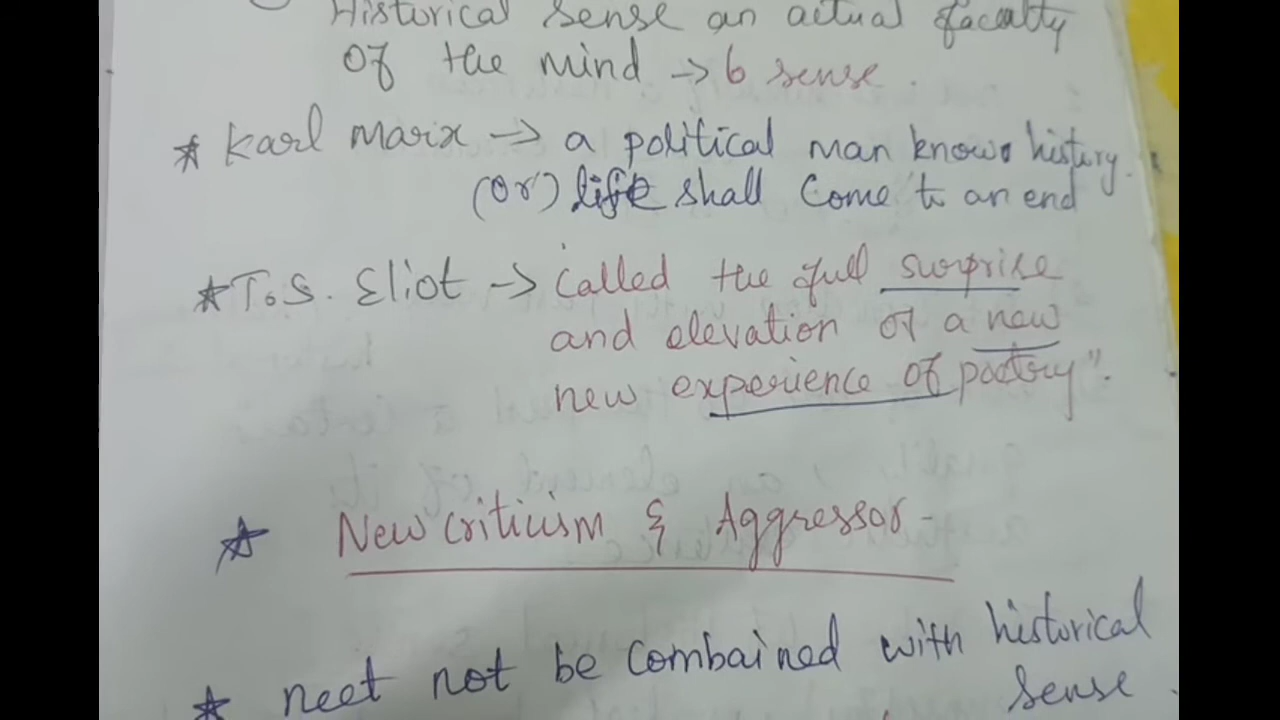 Historical sense an actual faculty
of the mind → 6 sense.
* Karl Marx → a political man know history.
(or) life shall come to an end
* T.S. Eliot → called the full surprise
and elevation of a new
new experience of poetry".
* New criticism & Aggressor -
* neet not be combained with historical
sense.